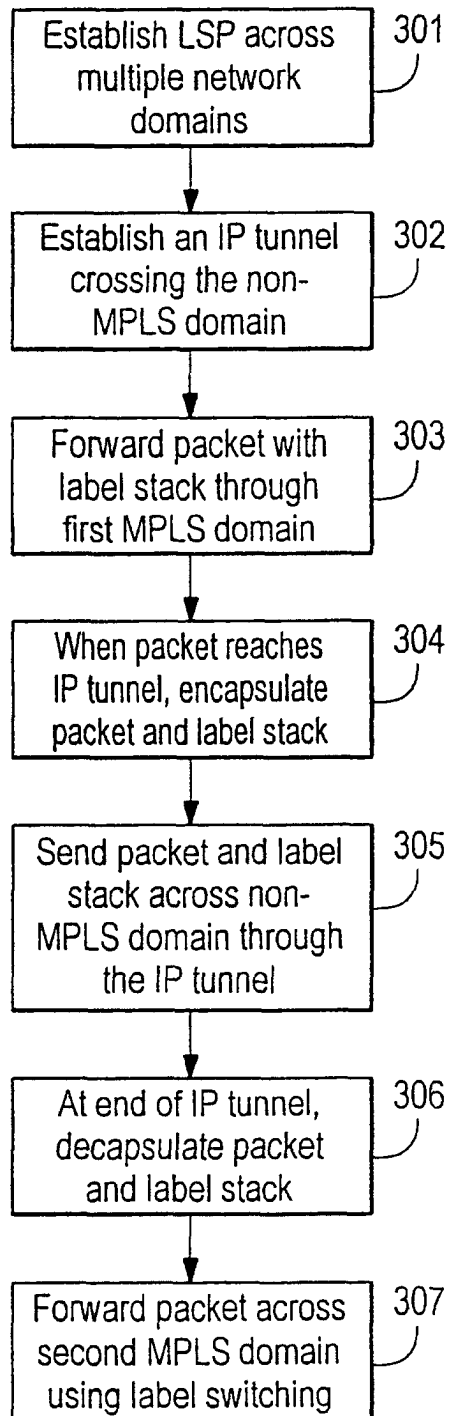 Establish LSP across
multiple network
domains
301
Establish an IP tunnel
crossing the non-
MPLS domain
302
Forward packet with
label stack through
first MPLS domain
303
When packet reaches
IP tunnel, encapsulate
packet and label stack
304
Send packet and label
stack across non-
MPLS domain through
the IP tunnel
305
At end of IP tunnel,
decapsulate packet
and label stack
306
Forward packet across
second MPLS domain
using label switching
307